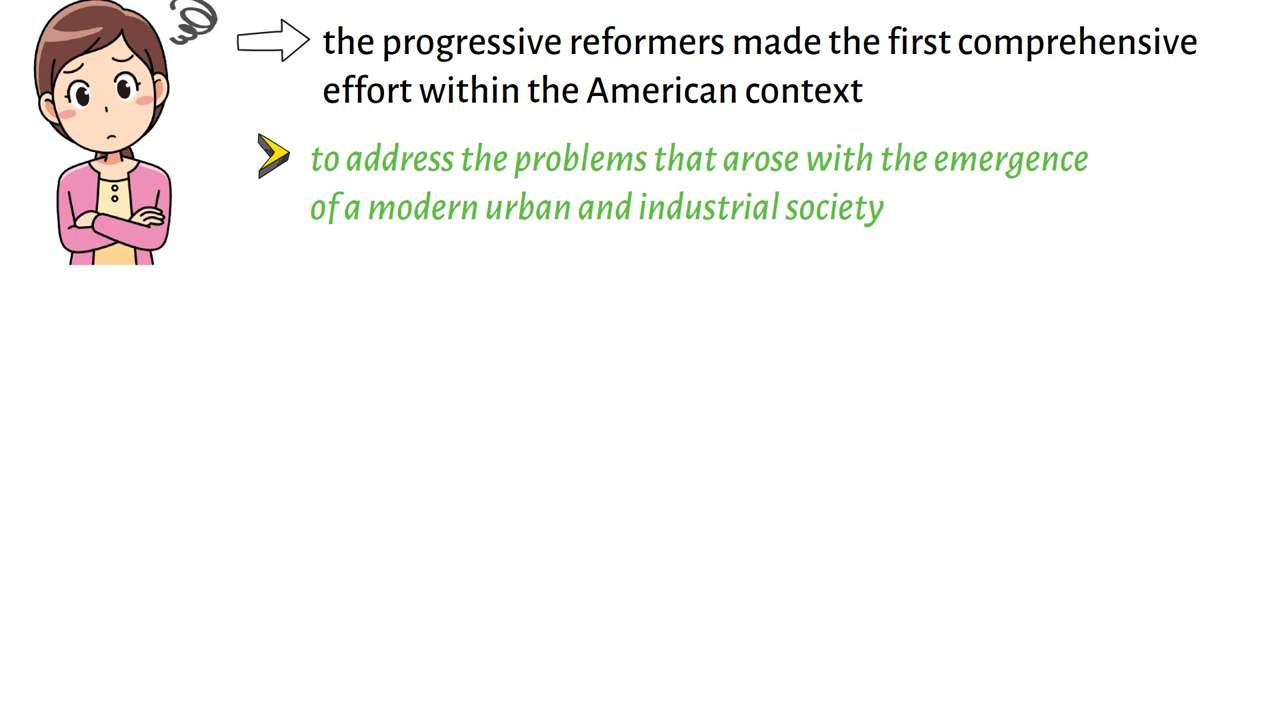 the progressive reformers made the first comprehensive
effort within the American context
to address the problems that arose with the emergence
of a modern urban and industrial society